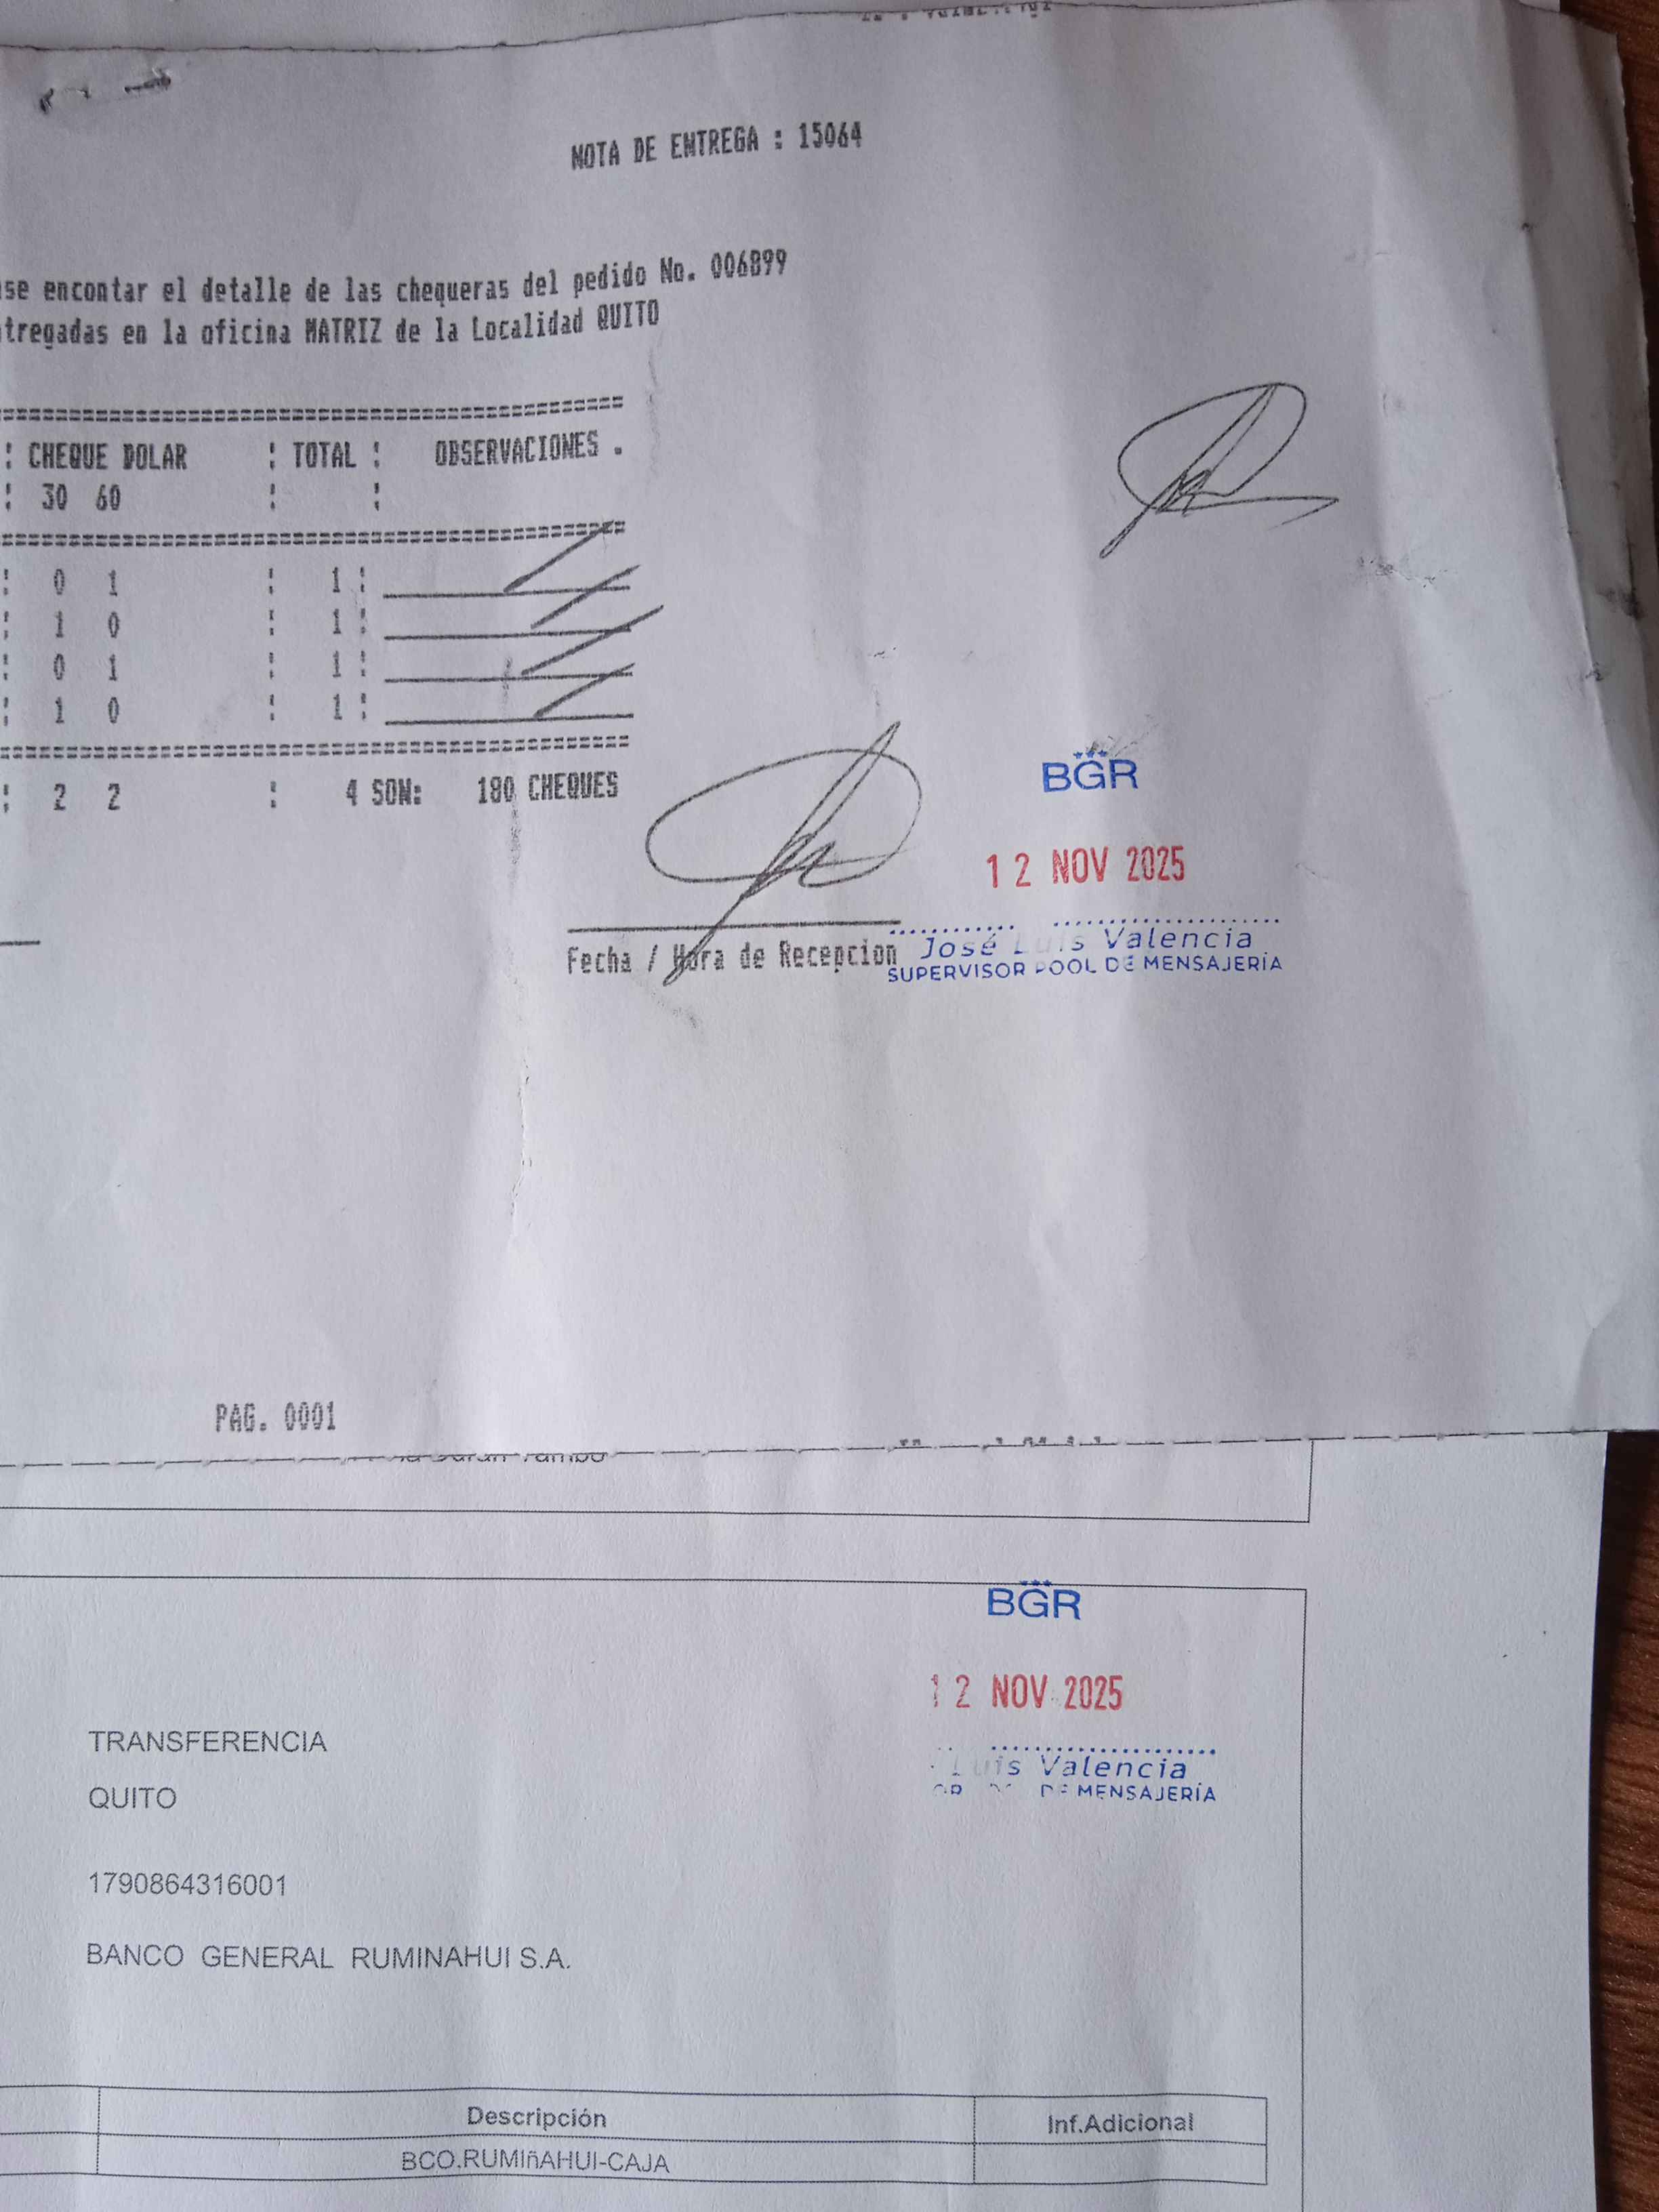 NOTA DE ENTREGA : 15064
se encontar el detalle de las chequeras del pedido No. 006899
tregadas en la oficina MATRIZ de la Localidad QUITO
: CHEQUE DOLAR : TOTAL : OBSERVACIONES .
: 30 60 : :
: 0 1 : 1 :
: 1 0 : 1 :
: 0 1 : 1 :
: 1 0 : 1 :
: 2 2 : 4 SON: 180 CHEQUES
BGR
12 NOV 2025
Fecha / Hora de Recepcion
José Luis Valencia
SUPERVISOR POOL DE MENSAJERÍA
PAG. 0001
BGR
12 NOV 2025
TRANSFERENCIA
Luis Valencia
DE MENSAJERÍA
QUITO
1790864316001
BANCO GENERAL RUMINAHUI S.A.
Descripción Inf.Adicional
BCO.RUMIñAHUI-CAJA